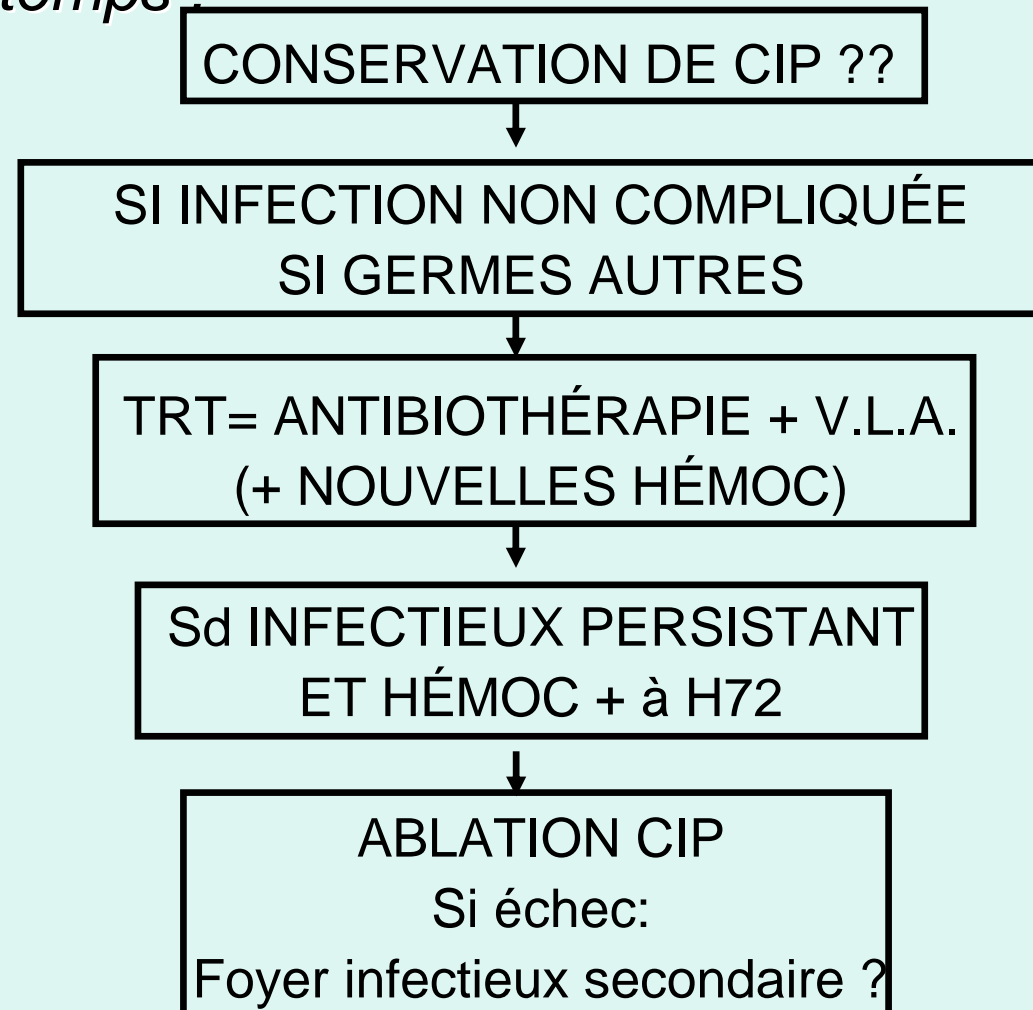 temps :
CONSERVATION DE CIP ??
SI INFECTION NON COMPLIQUÉE
SI GERMES AUTRES
TRT= ANTIBIOTHÉRAPIE + V.L.A.
(+ NOUVELLES HÉMOC)
Sd INFECTIEUX PERSISTANT
ET HÉMOC + à H72
ABLATION CIP
Si échec:
Foyer infectieux secondaire ?